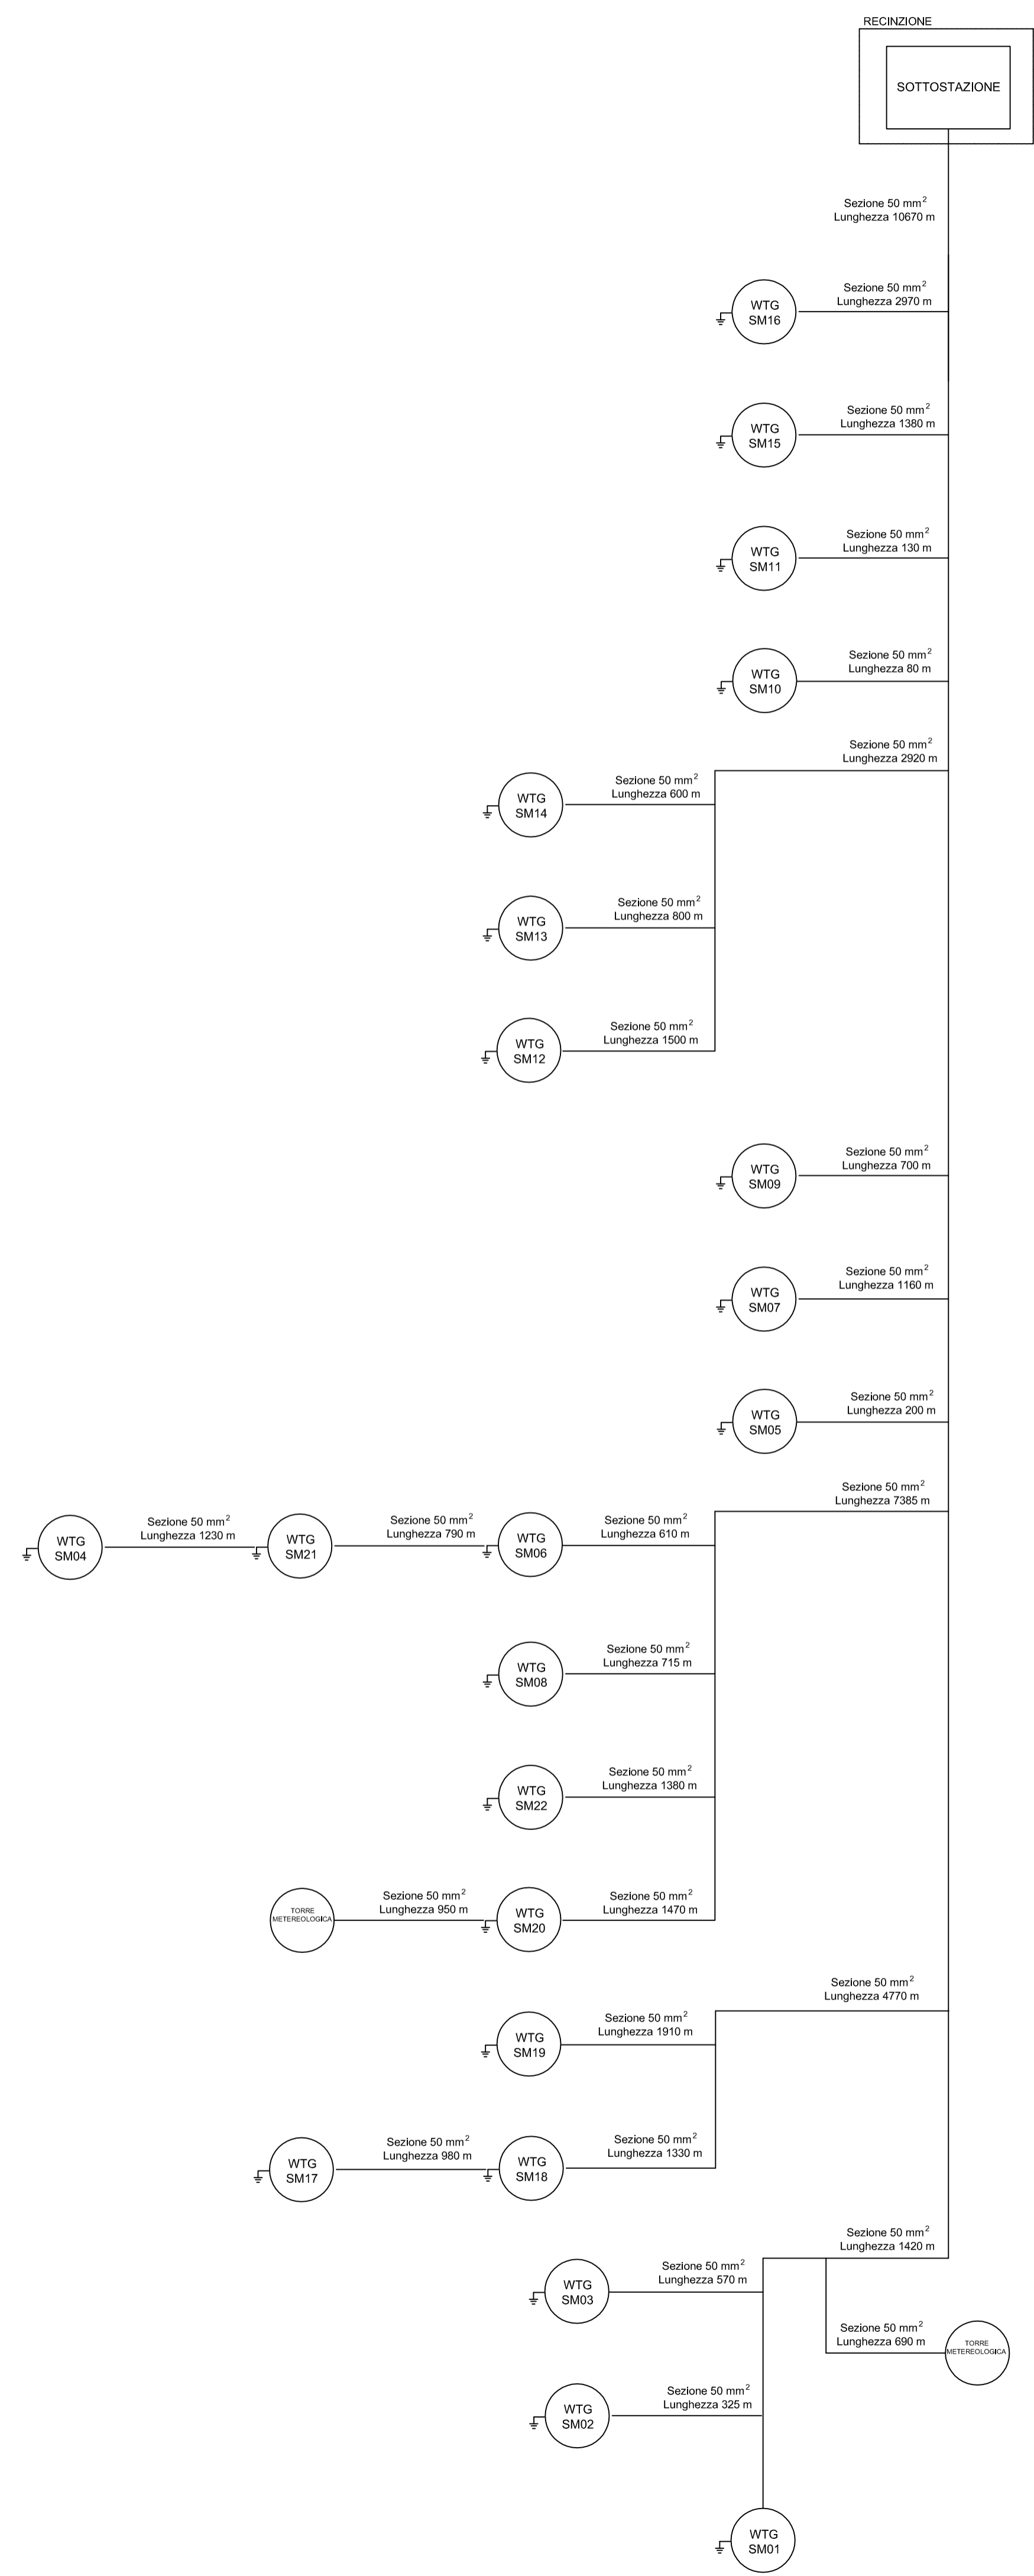 RECINZIONE
SOTTOSTAZIONE
Sezione 50 mm²
Lunghezza 10670 m
Sezione 50 mm²
Lunghezza 2970 m
WTG
SM16
Sezione 50 mm²
Lunghezza 1380 m
WTG
SM15
Sezione 50 mm²
Lunghezza 130 m
WTG
SM11
Sezione 50 mm²
Lunghezza 80 m
WTG
SM10
Sezione 50 mm²
Lunghezza 2920 m
Sezione 50 mm²
Lunghezza 600 m
WTG
SM14
Sezione 50 mm²
Lunghezza 800 m
WTG
SM13
Sezione 50 mm²
Lunghezza 1500 m
WTG
SM12
Sezione 50 mm²
Lunghezza 700 m
WTG
SM09
Sezione 50 mm²
Lunghezza 1160 m
WTG
SM07
Sezione 50 mm²
Lunghezza 200 m
WTG
SM05
Sezione 50 mm²
Lunghezza 7385 m
WTG
SM04
Sezione 50 mm²
Lunghezza 1230 m
WTG
SM21
Sezione 50 mm²
Lunghezza 790 m
WTG
SM06
Sezione 50 mm²
Lunghezza 610 m
Sezione 50 mm²
Lunghezza 715 m
WTG
SM08
Sezione 50 mm²
Lunghezza 1380 m
WTG
SM22
TORRE
METEREOLOGICA
Sezione 50 mm²
Lunghezza 950 m
WTG
SM20
Sezione 50 mm²
Lunghezza 1470 m
Sezione 50 mm²
Lunghezza 4770 m
Sezione 50 mm²
Lunghezza 1910 m
WTG
SM19
WTG
SM17
Sezione 50 mm²
Lunghezza 980 m
WTG
SM18
Sezione 50 mm²
Lunghezza 1330 m
Sezione 50 mm²
Lunghezza 1420 m
Sezione 50 mm²
Lunghezza 570 m
WTG
SM03
Sezione 50 mm²
Lunghezza 690 m
TORRE
METEREOLOGICA
Sezione 50 mm²
Lunghezza 325 m
WTG
SM02
WTG
SM01